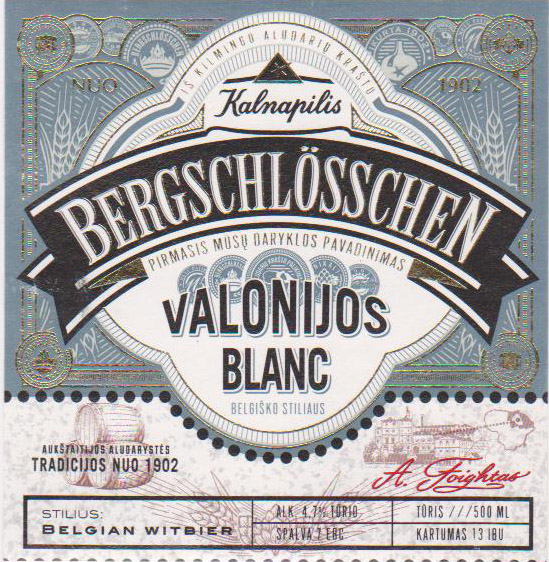 IŠ KILMINGO ALUDARIŲ KRAŠTO
NUO 1902
Kalnapilis
BERGSCHLÖSSCHEN
PIRMASIS MŪSŲ DARYKLOS PAVADINIMAS
VALONIJOS
BLANC
BELGIŠKO STILIAUS
AUKŠTAITIJOS ALUDARYSTĖS
TRADICIJOS NUO 1902
A. Foightas
STILIUS:
BELGIAN WITBIER
ALK. 4,7% TŪRIO
TŪRIS ///500 ML
SPALVA 7 EBC
KARTUMAS 13 IBU